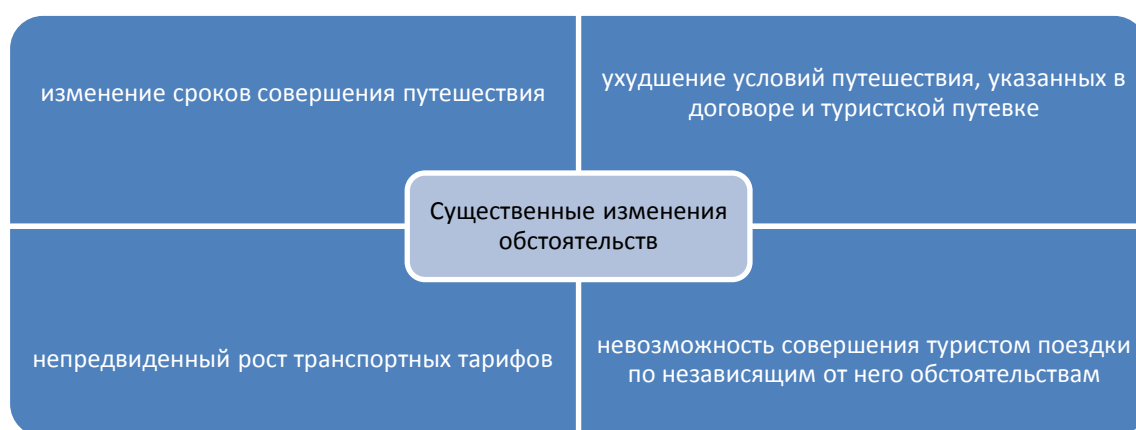 изменение сроков совершения путешествия
ухудшение условий путешествия, указанных в
договоре и туристской путевке
Существенные изменения
обстоятельств
непредвиденный рост транспортных тарифов
невозможность совершения туристом поездки
по независящим от него обстоятельствам